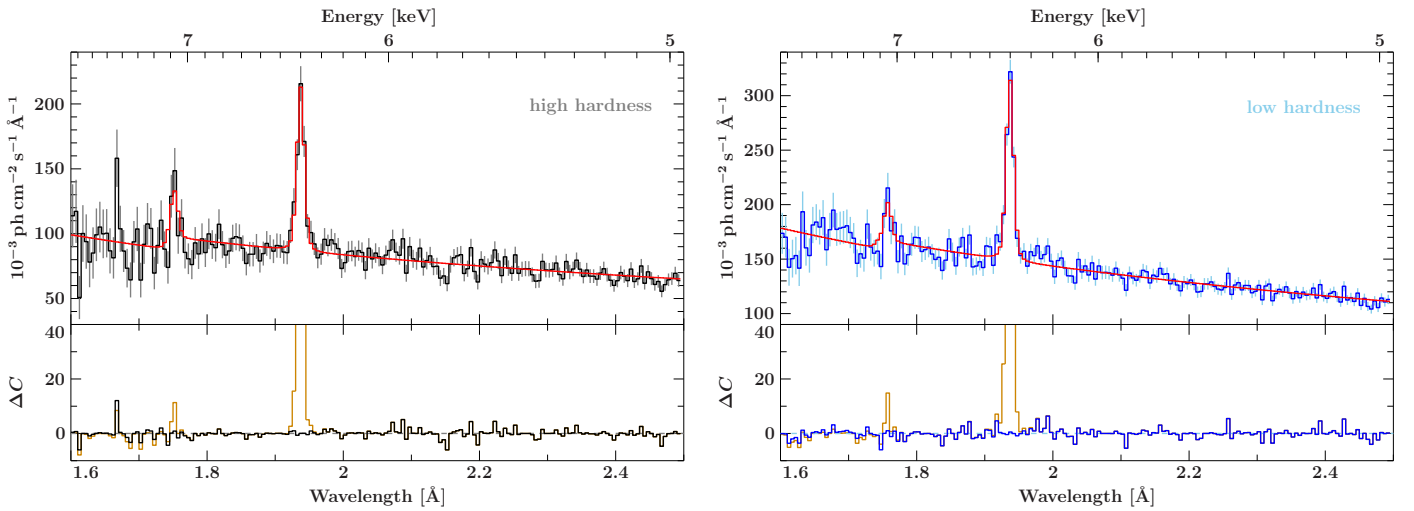 Energy [keV]
7 6 5
high hardness
200
150
100
50
10⁻³ ph cm⁻² s⁻¹ Å⁻¹
40
20
0
ΔC
1.6 1.8 2 2.2 2.4
Wavelength [Å]
Energy [keV]
7 6 5
low hardness
300
250
200
150
100
10⁻³ ph cm⁻² s⁻¹ Å⁻¹
40
20
0
ΔC
1.6 1.8 2 2.2 2.4
Wavelength [Å]